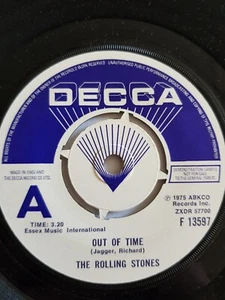 DECCA
MADE IN ENGLAND
THE DECCA RECORD CO. LTD.
DEMONSTRATION SAMPLE
NOT FOR SALE
A
TIME: 3.20
Essex Music International
℗ 1975 ABKCO
Records Inc.
ZXDR 57700
F 13597
OUT OF TIME
(Jagger, Richard)
THE ROLLING STONES